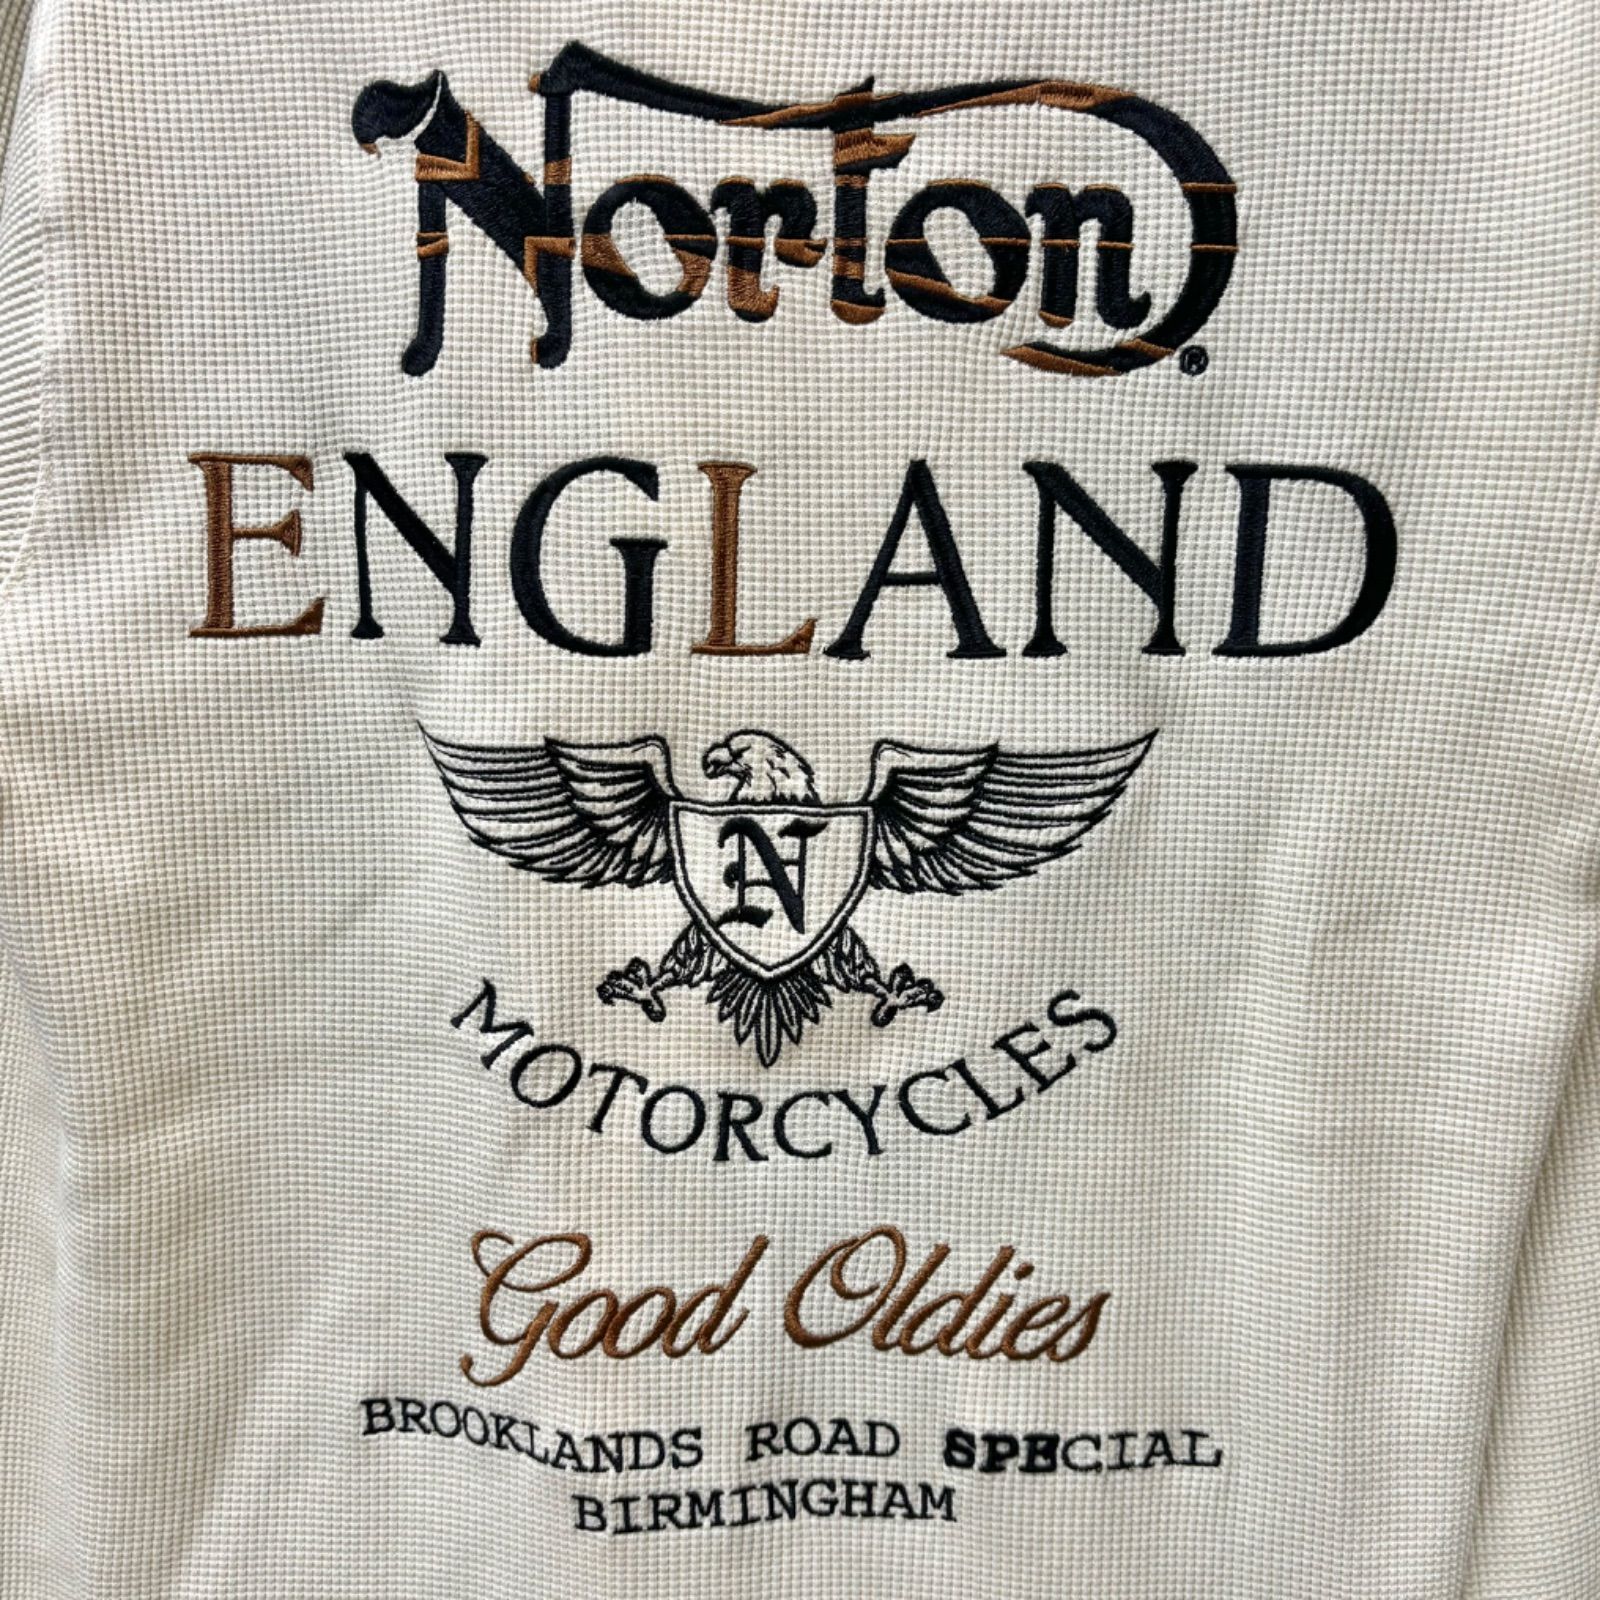 Norton®
ENGLAND
N
MOTORCYCLES
Good Oldies
BROOKLANDS ROAD SPECIAL
BIRMINGHAM